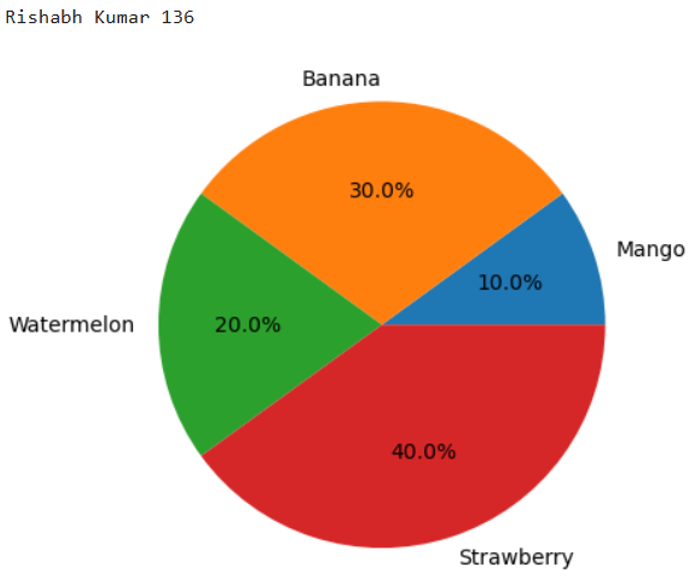 Rishabh Kumar 136
Banana
30.0%
Mango
10.0%
Watermelon
20.0%
40.0%
Strawberry